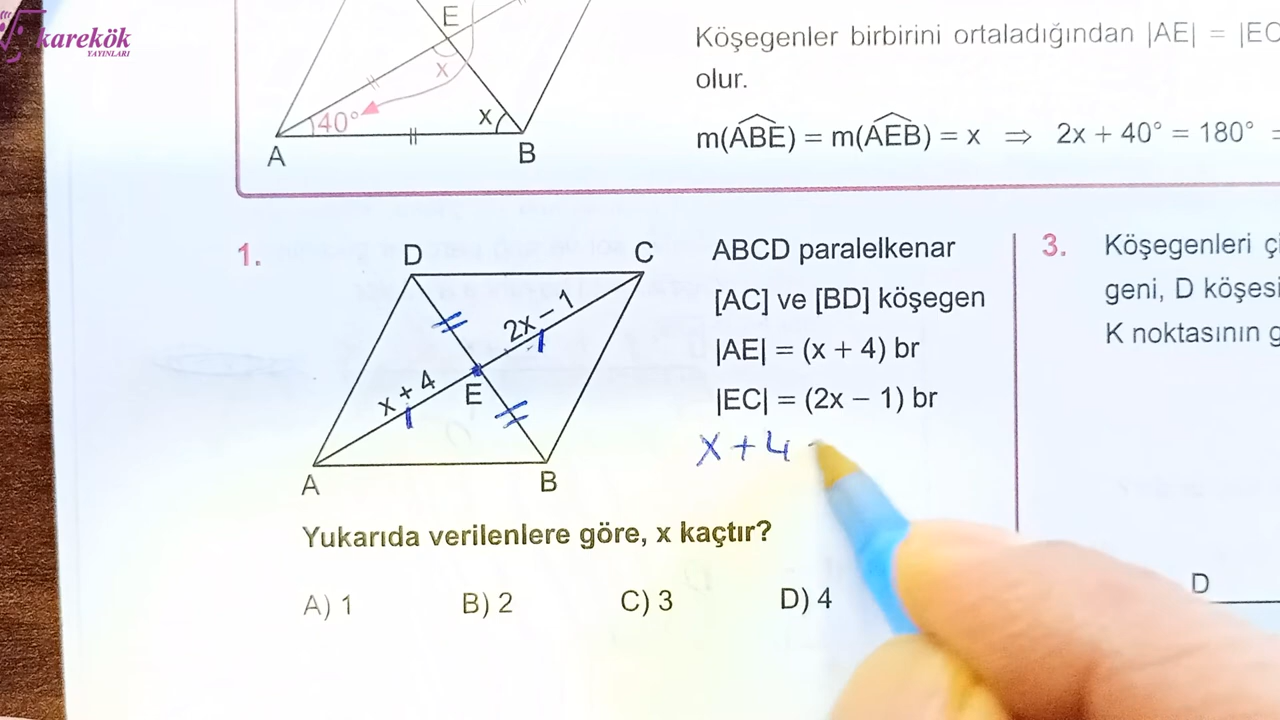 karekök
YAYINLARI
E
x
40°
x
A
B
Köşegenler birbirini ortaladığından |AE| = |EC
olur.
m(ABE) = m(AEB) = x ⇒ 2x + 40° = 180° =
1.
D
C
2x − 1
x + 4
E
A
B
ABCD paralelkenar
[AC] ve [BD] köşegen
|AE| = (x + 4) br
|EC| = (2x − 1) br
x + 4
Yukarıda verilenlere göre, x kaçtır?
A) 1 B) 2 C) 3 D) 4
3.
Köşegenleri çi
geni, D köşesi
K noktasının g
D